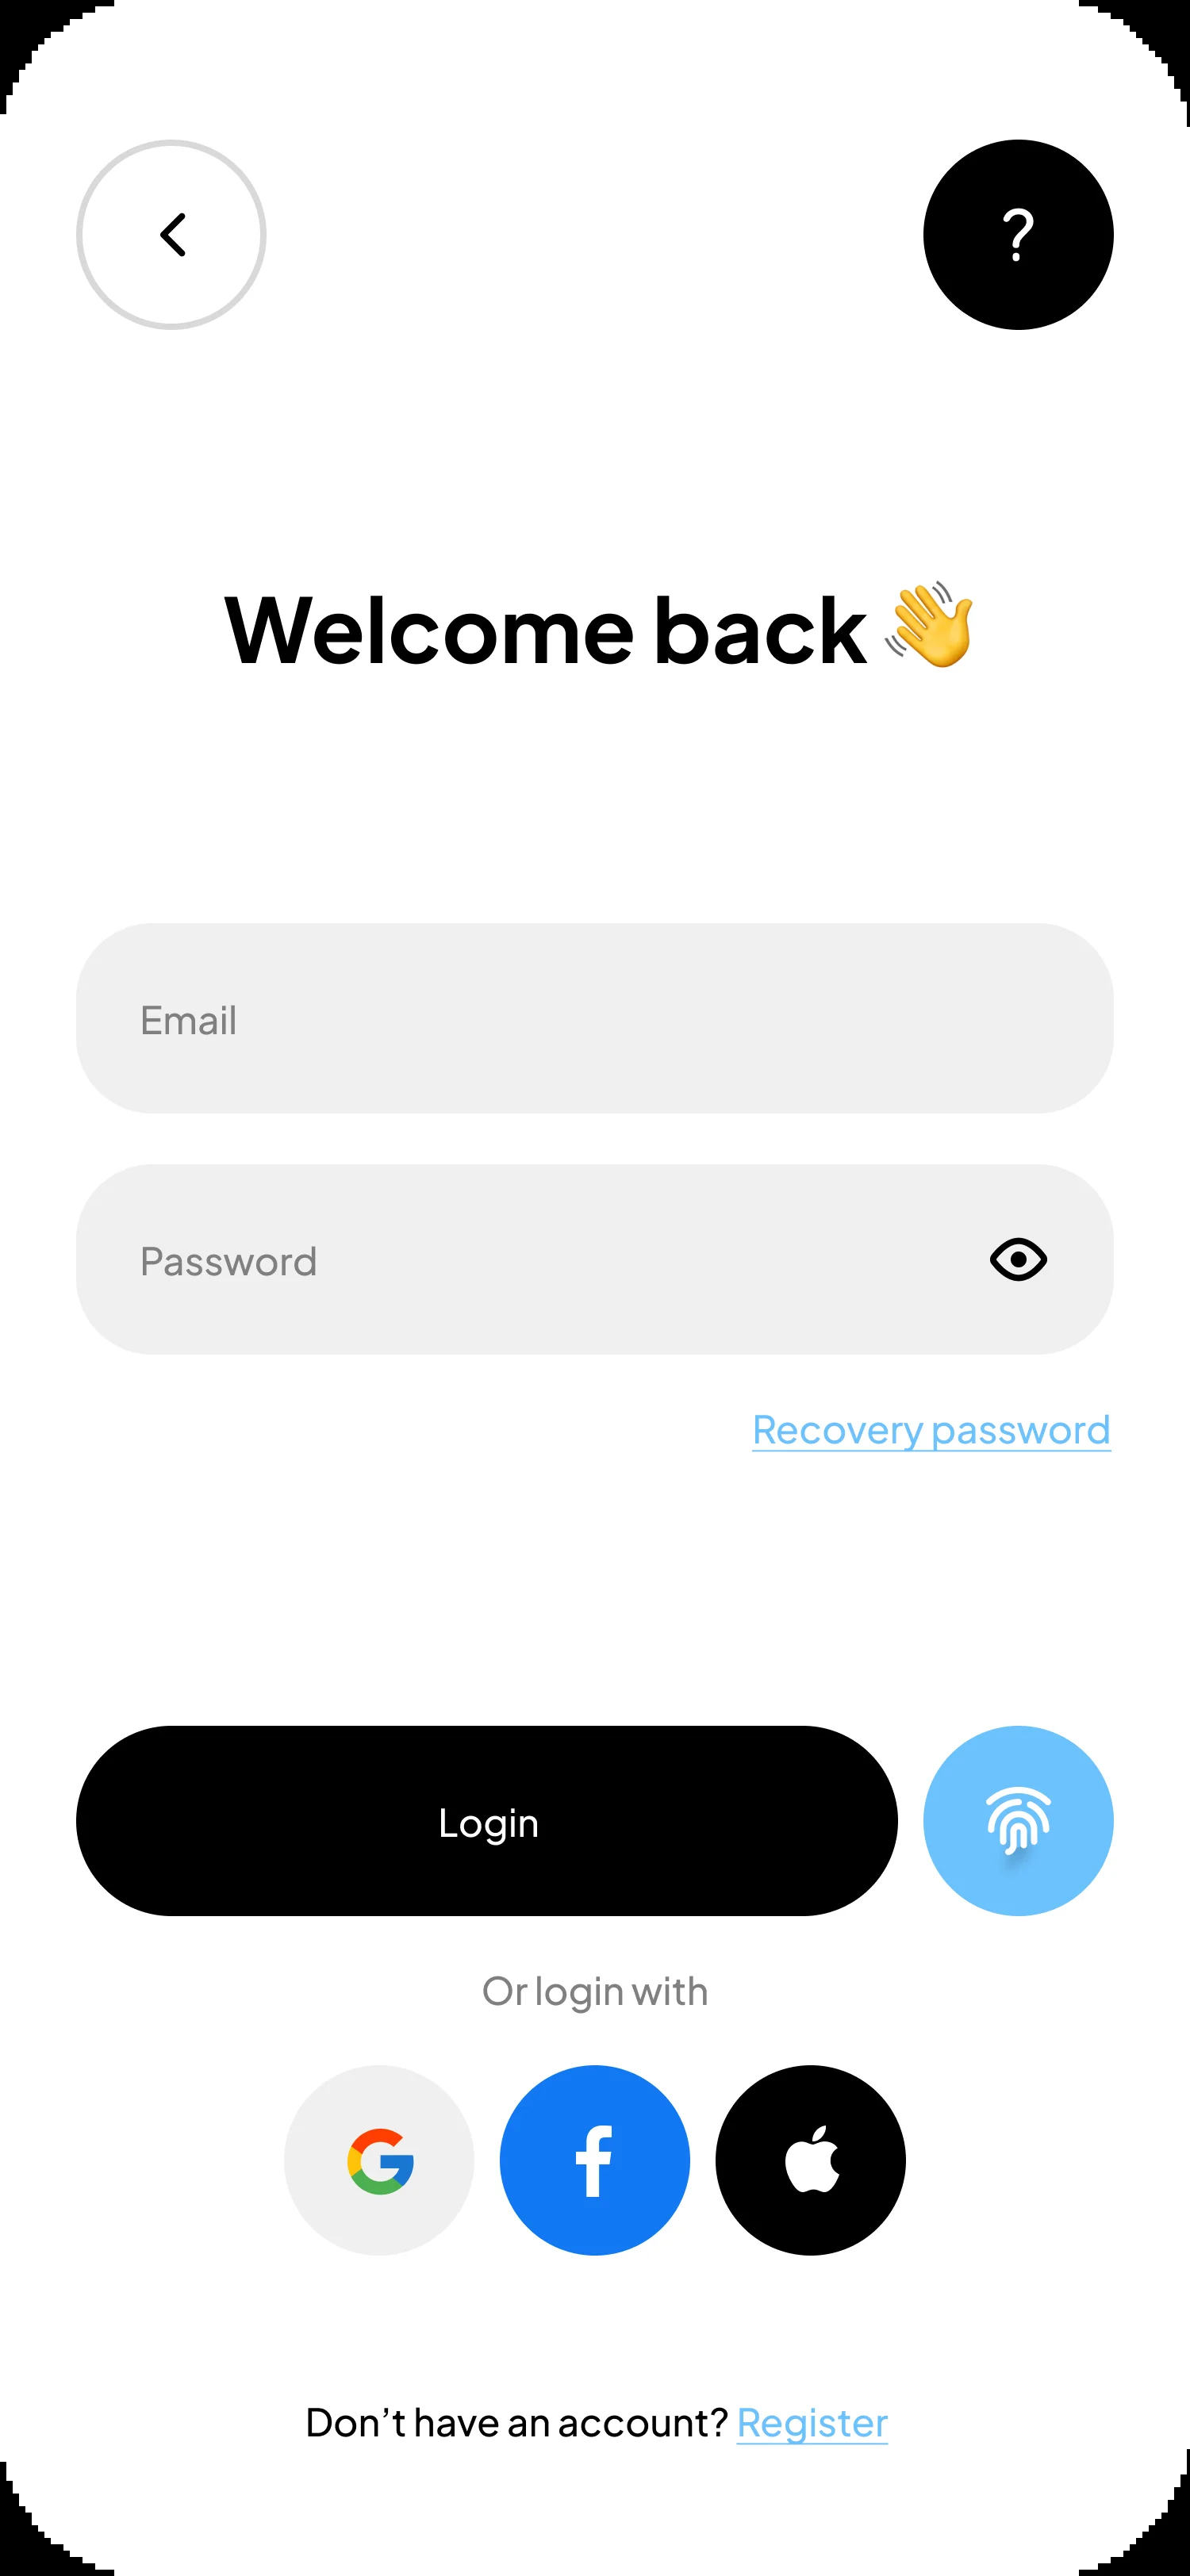 ?
Welcome back 👋
Email
Password
Recovery password
Login
Or login with
Don’t have an account? Register